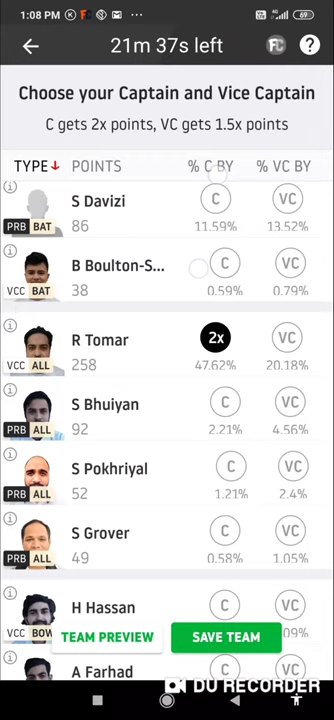 1:08 PM
69
21m 37s left
FC
Choose your Captain and Vice Captain
C gets 2x points, VC gets 1.5x points
TYPE POINTS % C BY % VC BY
S Davizi C VC
PRB BAT 86 11.59% 13.52%
B Boulton-S... C VC
VCC BAT 38 0.59% 0.79%
R Tomar 2x VC
VCC ALL 258 47.62% 20.18%
S Bhuiyan C VC
PRB ALL 92 2.21% 4.56%
S Pokhriyal C VC
PRB ALL 52 1.21% 2.4%
S Grover C VC
PRB ALL 49 0.58% 1.05%
H Hassan C VC
VCC BOW
TEAM PREVIEW SAVE TEAM
A Farhad C VC
DU RECORDER